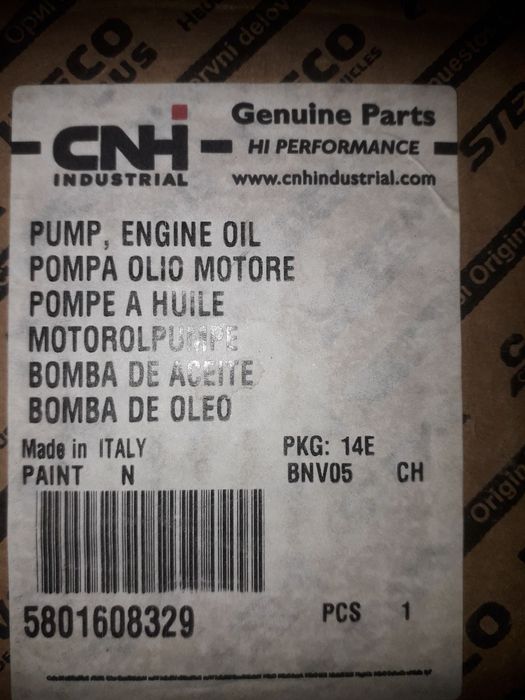 CNH
INDUSTRIAL
Genuine Parts
HI PERFORMANCE
www.cnhindustrial.com
PUMP, ENGINE OIL
POMPA OLIO MOTORE
POMPE A HUILE
MOTOROLPUMPE
BOMBA DE ACEITE
BOMBA DE OLEO
Made in ITALY
PKG: 14E
PAINT N
BNV05 CH
5801608329
PCS 1